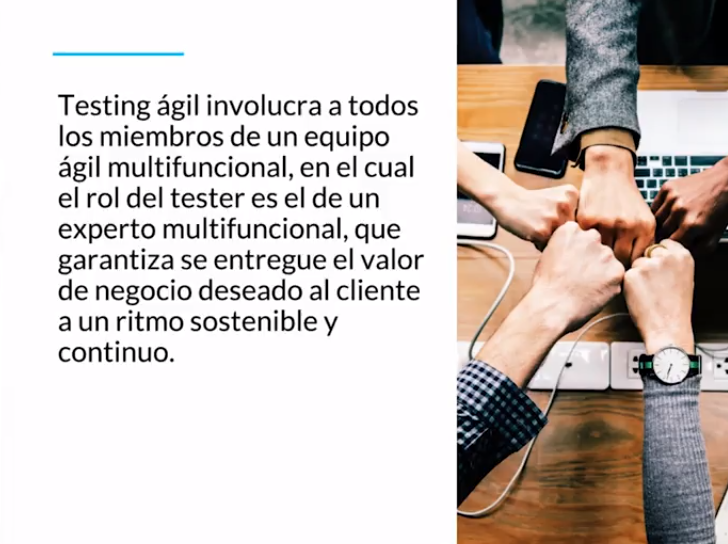 Testing ágil involucra a todos
los miembros de un equipo
ágil multifuncional, en el cual
el rol del tester es el de un
experto multifuncional, que
garantiza se entregue el valor
de negocio deseado al cliente
a un ritmo sostenible y
continuo.